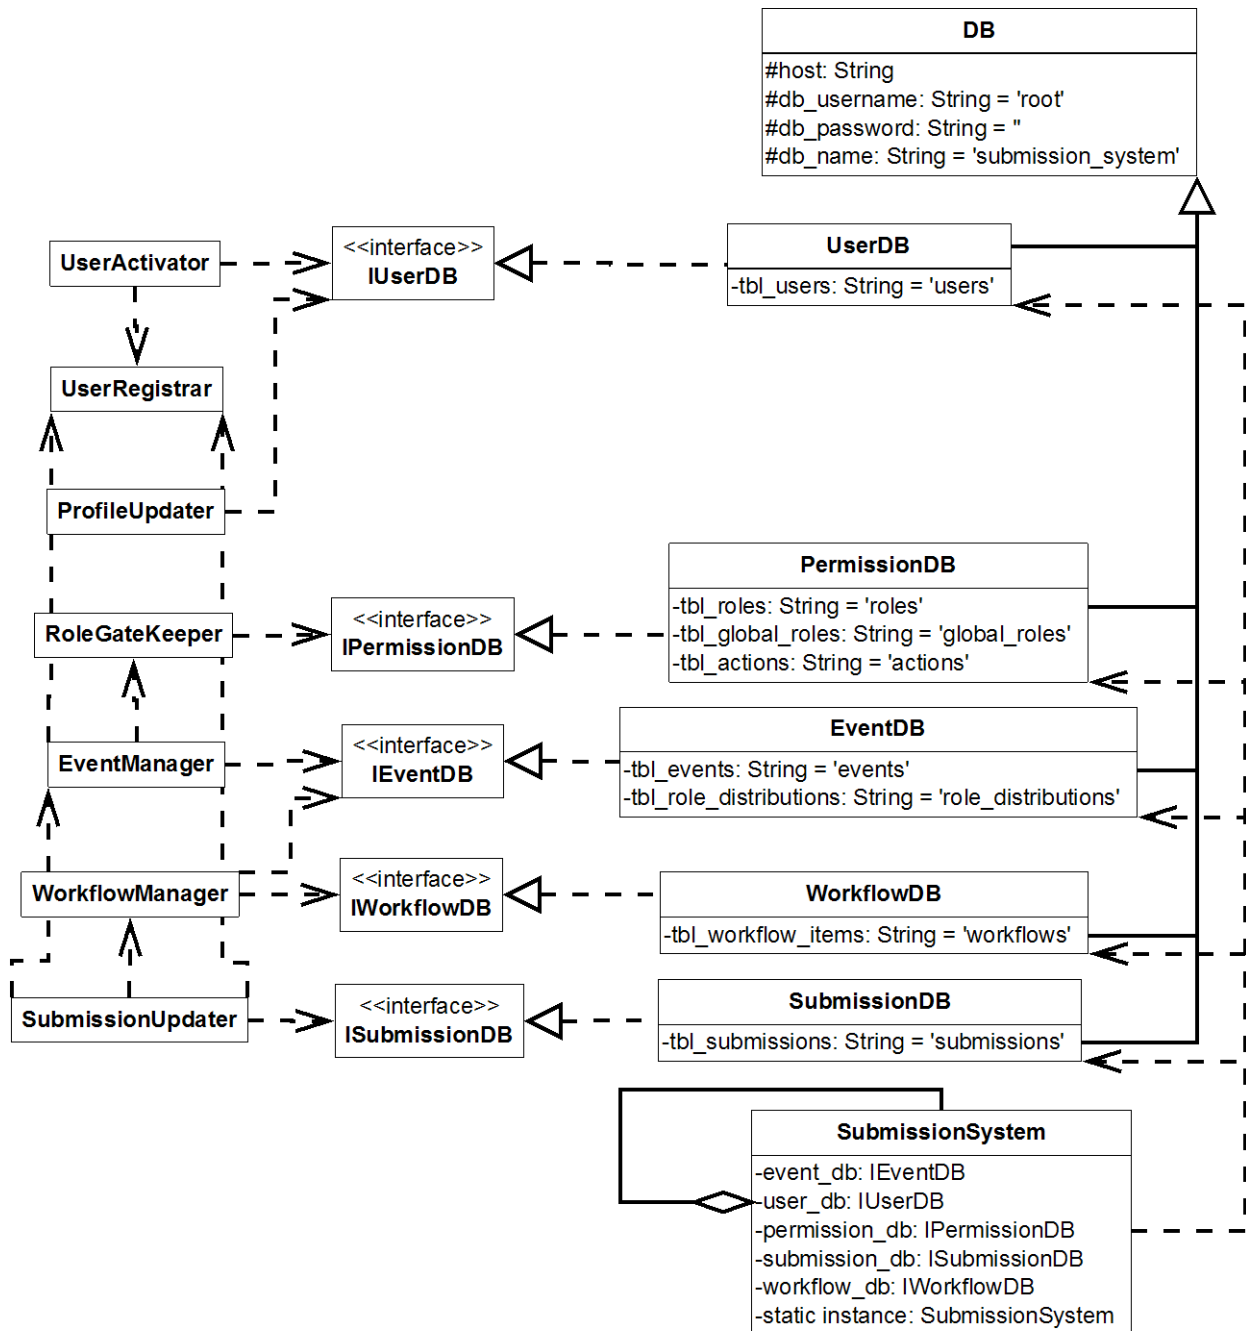 DB
#host: String
#db_username: String = 'root'
#db_password: String = ''
#db_name: String = 'submission_system'
<<interface>>
IUserDB
UserDB
-tbl_users: String = 'users'
UserActivator
UserRegistrar
ProfileUpdater
PermissionDB
-tbl_roles: String = 'roles'
-tbl_global_roles: String = 'global_roles'
-tbl_actions: String = 'actions'
<<interface>>
IPermissionDB
RoleGateKeeper
EventDB
-tbl_events: String = 'events'
-tbl_role_distributions: String = 'role_distributions'
<<interface>>
IEventDB
EventManager
<<interface>>
IWorkflowDB
WorkflowDB
-tbl_workflow_items: String = 'workflows'
WorkflowManager
SubmissionDB
-tbl_submissions: String = 'submissions'
<<interface>>
ISubmissionDB
SubmissionUpdater
SubmissionSystem
-event_db: IEventDB
-user_db: IUserDB
-permission_db: IPermissionDB
-submission_db: ISubmissionDB
-workflow_db: IWorkflowDB
-static instance: SubmissionSystem